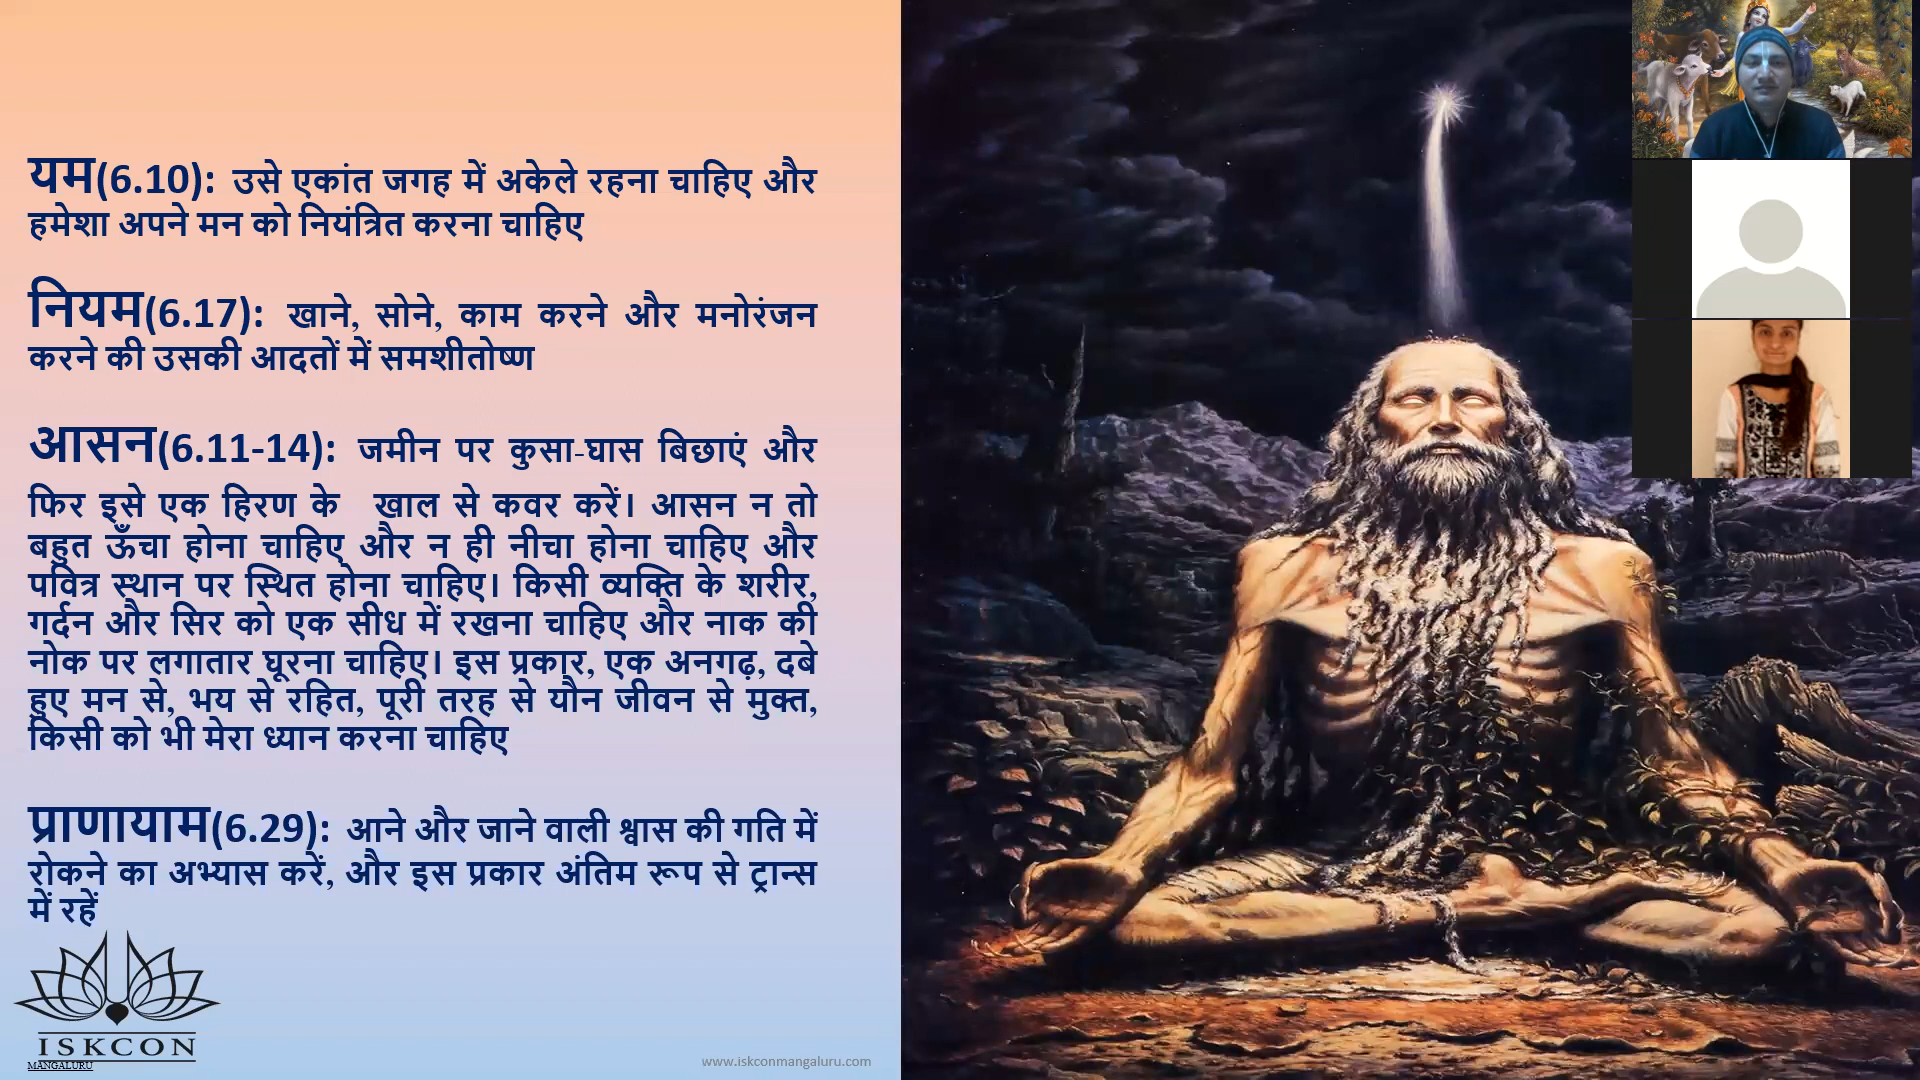 यम(6.10): उसे एकांत जगह में अकेले रहना चाहिए और
हमेशा अपने मन को नियंत्रित करना चाहिए
नियम(6.17): खाने, सोने, काम करने और मनोरंजन
करने की उसकी आदतों में समशीतोष्ण
आसन(6.11-14): जमीन पर कुसा-घास बिछाएं और
फिर इसे एक हिरण के खाल से कवर करें। आसन न तो
बहुत ऊँचा होना चाहिए और न ही नीचा होना चाहिए और
पवित्र स्थान पर स्थित होना चाहिए। किसी व्यक्ति के शरीर,
गर्दन और सिर को एक सीध में रखना चाहिए और नाक की
नोक पर लगातार घूरना चाहिए। इस प्रकार, एक अनगढ़, दबे
हुए मन से, भय से रहित, पूरी तरह से यौन जीवन से मुक्त,
किसी को भी मेरा ध्यान करना चाहिए
प्राणायाम(6.29): आने और जाने वाली श्वास की गति में
रोकने का अभ्यास करें, और इस प्रकार अंतिम रूप से ट्रान्स
में रहें
ISKCON
MANGALURU
www.iskconmangaluru.com